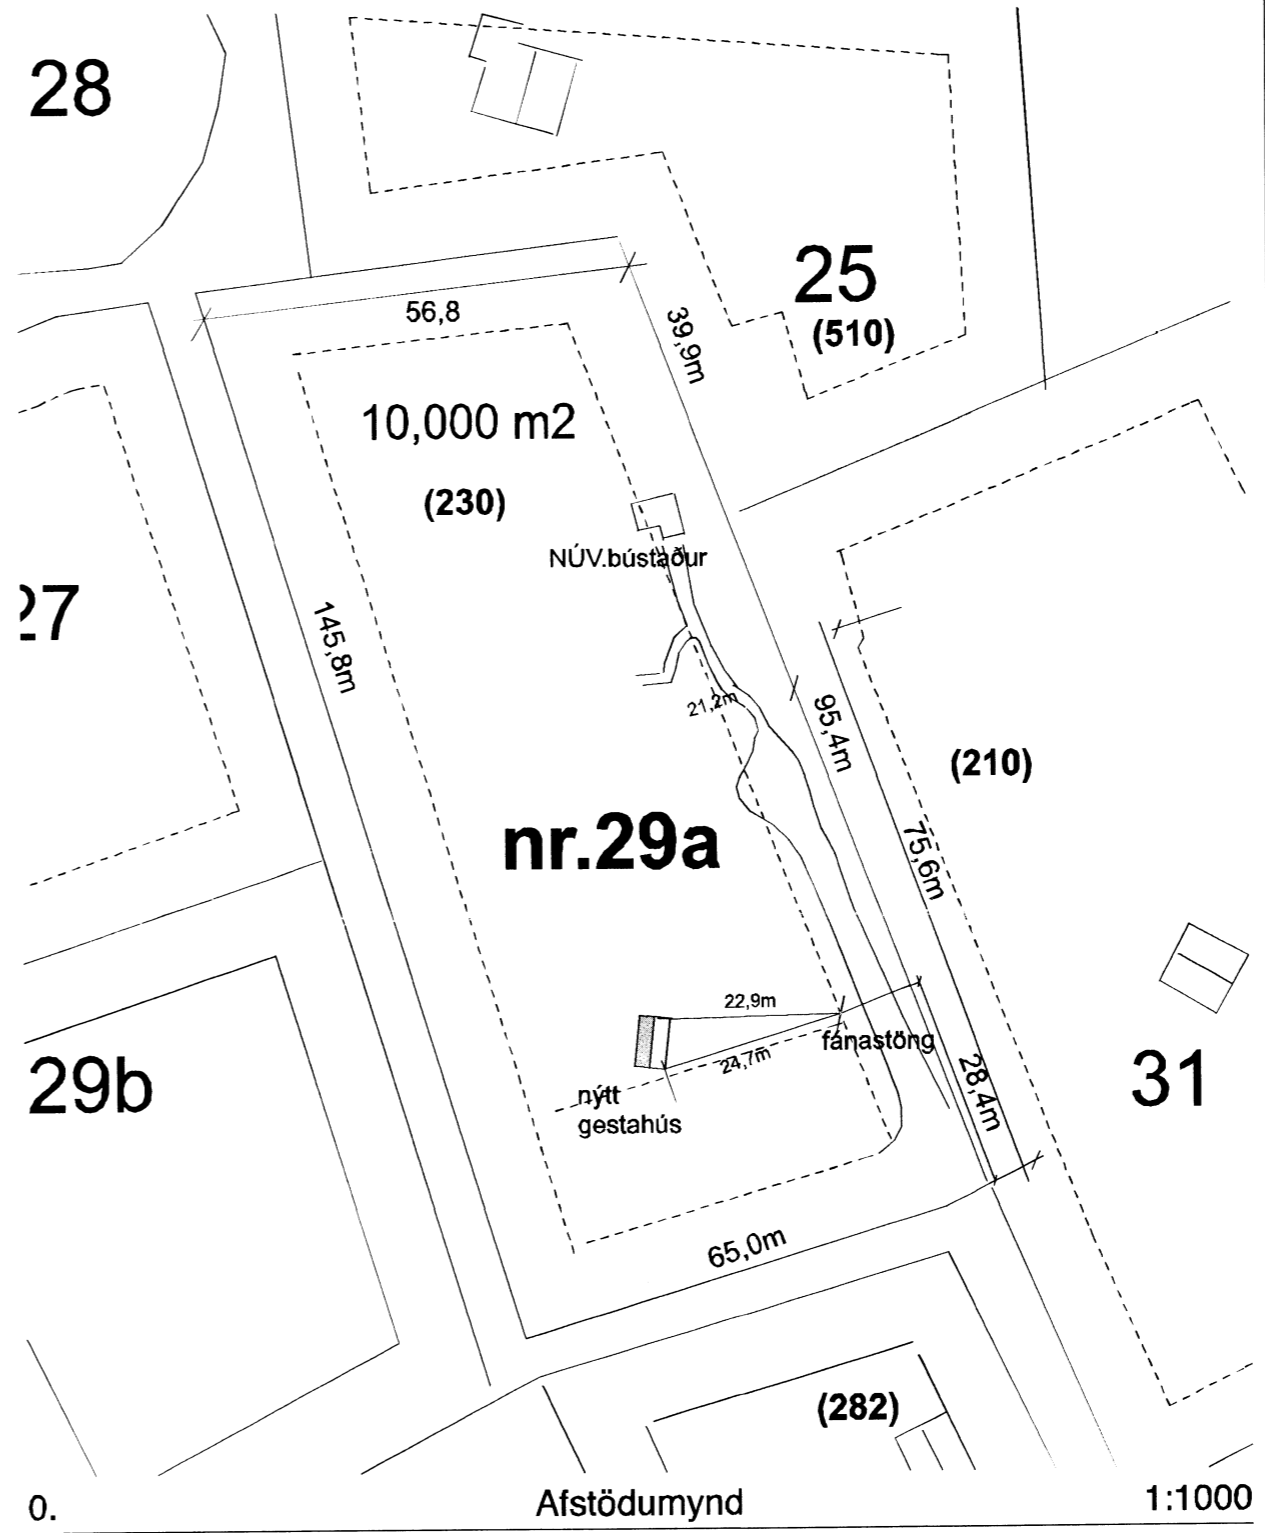 28
25
(510)
56,8
39,9m
10,000 m2
(230)
NÚV.bústaður
27
145,8m
21,2m
95,4m
(210)
75,6m
nr.29a
22,9m
fánastöng
24,7m
29b
nýtt
gestahús
28,4m
31
65,0m
(282)
0.
Afstödumynd
1:1000